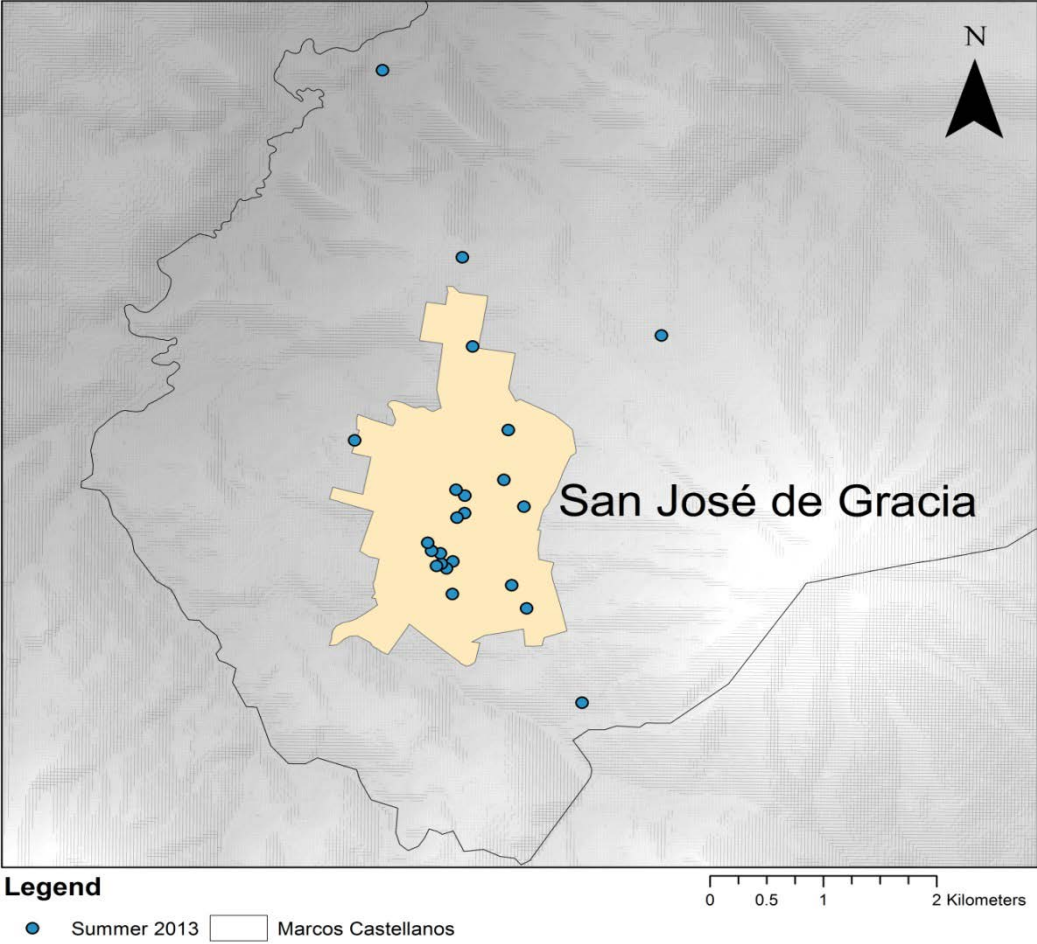 N
San José de Gracia
Legend
Summer 2013 Marcos Castellanos
0 0.5 1 2 Kilometers